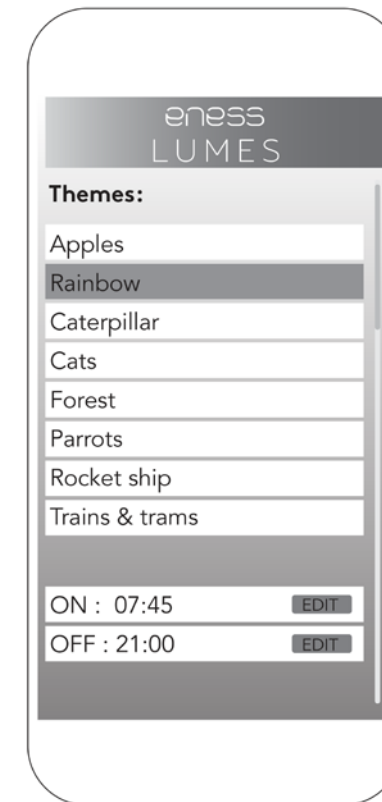 eness
LUMES
Themes:
Apples
Rainbow
Caterpillar
Cats
Forest
Parrots
Rocket ship
Trains & trams
ON : 07:45 EDIT
OFF : 21:00 EDIT